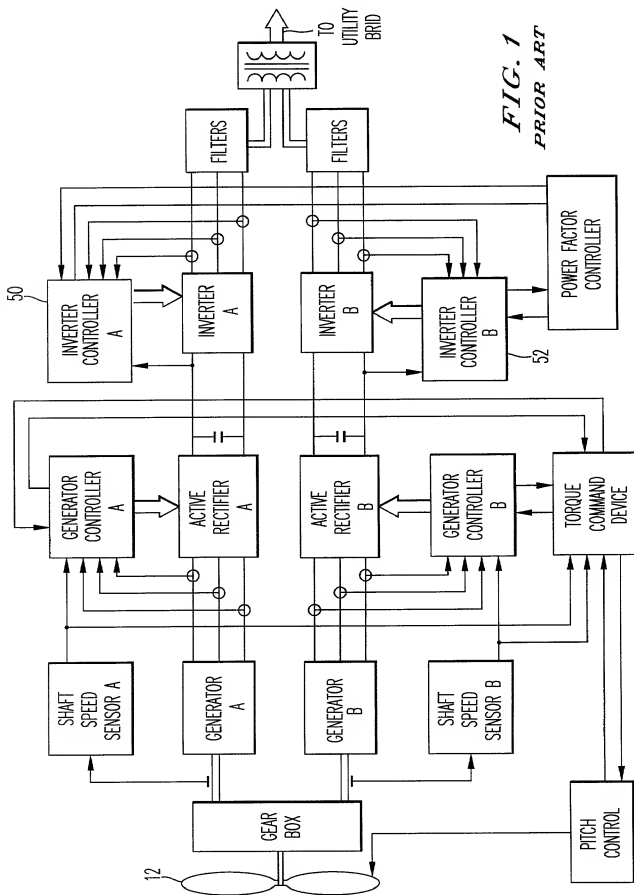 12
GEAR
BOX
PITCH
CONTROL
SHAFT
SPEED
SENSOR A
GENERATOR
A
GENERATOR
B
SHAFT
SPEED
SENSOR B
GENERATOR
CONTROLLER
A
ACTIVE
RECTIFIER
A
ACTIVE
RECTIFIER
B
GENERATOR
CONTROLLER
B
TORQUE
COMMAND
DEVICE
50
INVERTER
CONTROLLER
A
INVERTER
A
INVERTER
B
INVERTER
CONTROLLER
B
52
POWER FACTOR
CONTROLLER
FILTERS
FILTERS
TO
UTILITY
BRID
FIG. 1
PRIOR ART